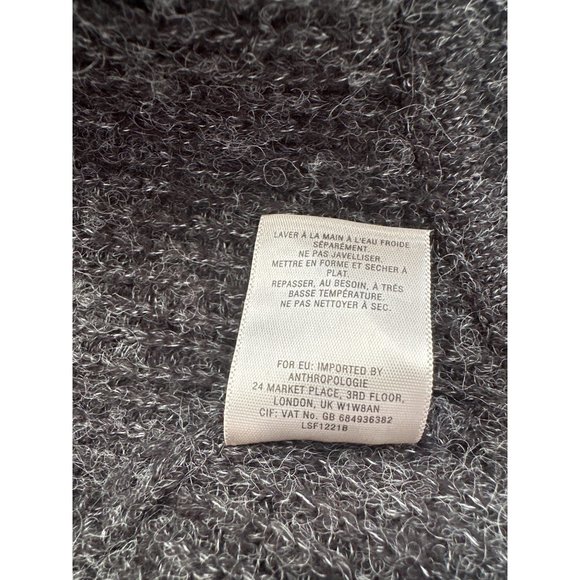 LAVER À LA MAIN À L'EAU FROIDE
SÉPARÉMENT.
NE PAS JAVELLISER.
METTRE EN FORME ET SECHER À
PLAT.
REPASSER, AU BESOIN, À TRÈS
BASSE TEMPÉRATURE.
NE PAS NETTOYER À SEC.
FOR EU: IMPORTED BY
ANTHROPOLOGIE
24 MARKET PLACE, 3RD FLOOR,
LONDON, UK W1W8AN
CIF: VAT No. GB 684936382
LSF1221B